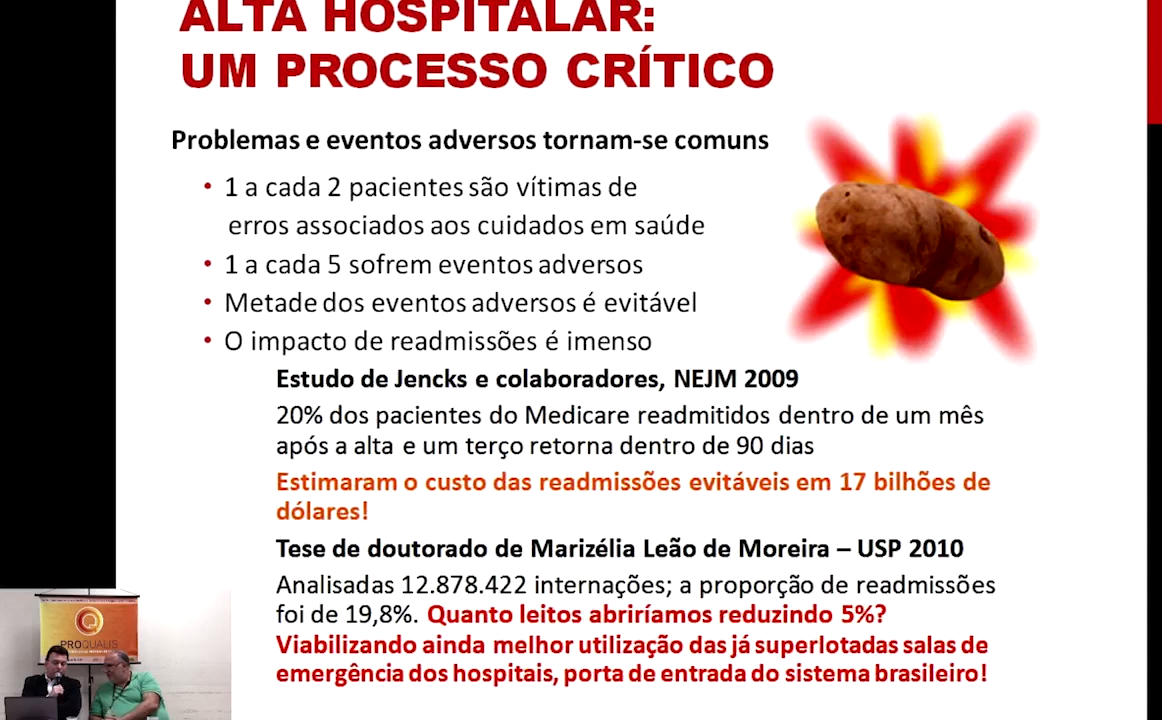 ALTA HOSPITALAR:
UM PROCESSO CRÍTICO
Problemas e eventos adversos tornam-se comuns
• 1 a cada 2 pacientes são vítimas de
erros associados aos cuidados em saúde
• 1 a cada 5 sofrem eventos adversos
• Metade dos eventos adversos é evitável
• O impacto de readmissões é imenso
Estudo de Jencks e colaboradores, NEJM 2009
20% dos pacientes do Medicare readmitidos dentro de um mês
após a alta e um terço retorna dentro de 90 dias
Estimaram o custo das readmissões evitáveis em 17 bilhões de
dólares!
Tese de doutorado de Marizélia Leão de Moreira – USP 2010
Analisadas 12.878.422 internações; a proporção de readmissões
foi de 19,8%. Quanto leitos abriríamos reduzindo 5%?
Viabilizando ainda melhor utilização das já superlotadas salas de
emergência dos hospitais, porta de entrada do sistema brasileiro!
PROQUALIS